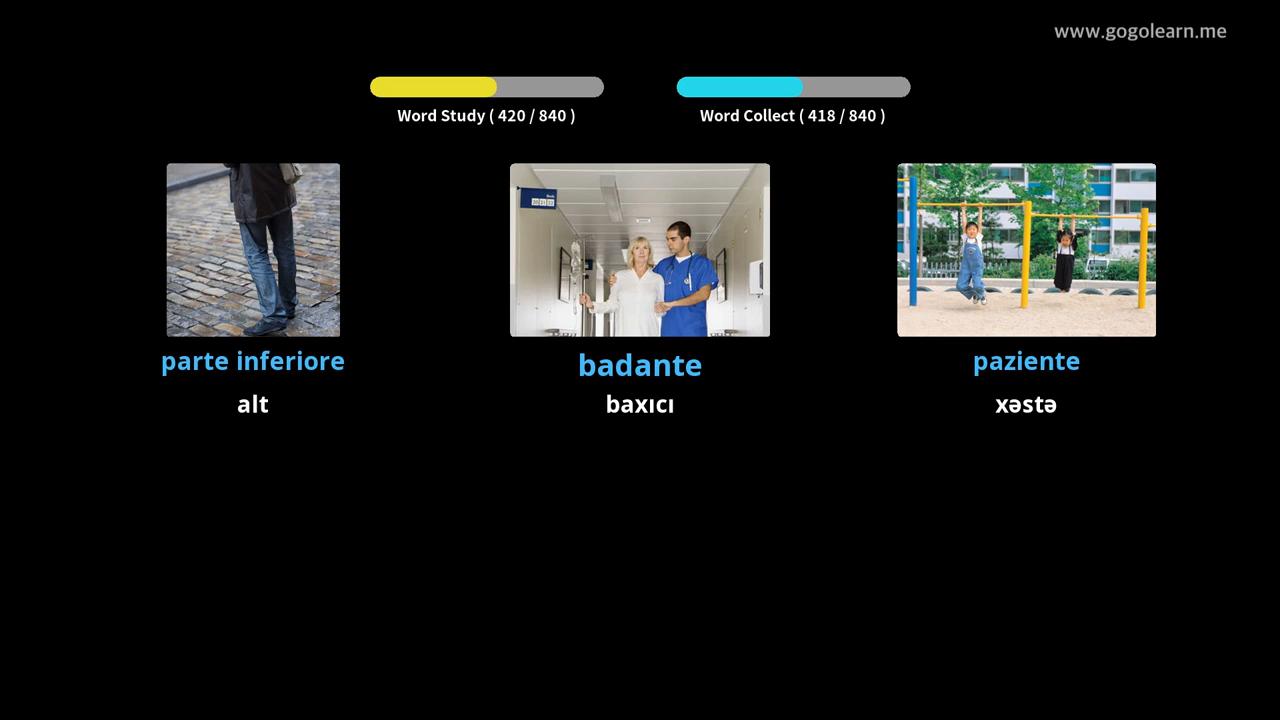 www.gogolearn.me
Word Study ( 420 / 840 )
Word Collect ( 418 / 840 )
parte inferiore
badante
paziente
alt
baxıcı
xəstə